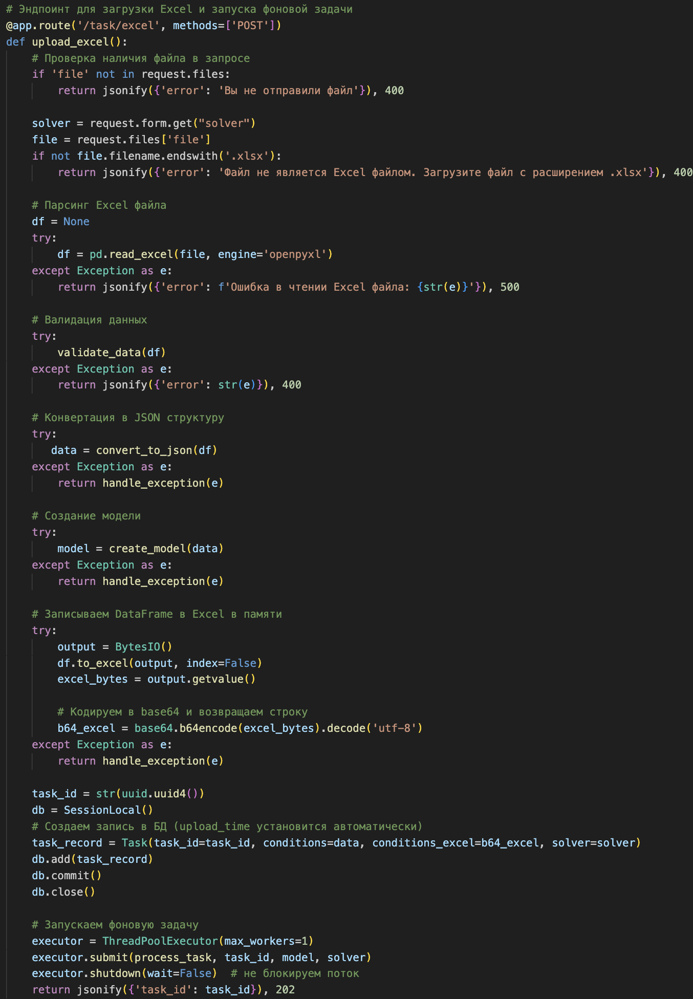 # Эндпоинт для загрузки Excel и запуска фоновой задачи
@app.route('/task/excel', methods=['POST'])
def upload_excel():
    # Проверка наличия файла в запросе
    if 'file' not in request.files:
        return jsonify({'error': 'Вы не отправили файл'}), 400

    solver = request.form.get("solver")
    file = request.files['file']
    if not file.filename.endswith('.xlsx'):
        return jsonify({'error': 'Файл не является Excel файлом. Загрузите файл с расширением .xlsx'}), 400

    # Парсинг Excel файла
    df = None
    try:
        df = pd.read_excel(file, engine='openpyxl')
    except Exception as e:
        return jsonify({'error': f'Ошибка в чтении Excel файла: {str(e)}'}), 500

    # Валидация данных
    try:
        validate_data(df)
    except Exception as e:
        return jsonify({'error': str(e)}), 400

    # Конвертация в JSON структуру
    try:
       data = convert_to_json(df)
    except Exception as e:
        return handle_exception(e)

    # Создание модели
    try:
        model = create_model(data)
    except Exception as e:
        return handle_exception(e)

    # Записываем DataFrame в Excel в памяти
    try:
        output = BytesIO()
        df.to_excel(output, index=False)
        excel_bytes = output.getvalue()

        # Кодируем в base64 и возвращаем строку
        b64_excel = base64.b64encode(excel_bytes).decode('utf-8')
    except Exception as e:
        return handle_exception(e)

    task_id = str(uuid.uuid4())
    db = SessionLocal()
    # Создаем запись в БД (upload_time установится автоматически)
    task_record = Task(task_id=task_id, conditions=data, conditions_excel=b64_excel, solver=solver)
    db.add(task_record)
    db.commit()
    db.close()

    # Запускаем фоновую задачу
    executor = ThreadPoolExecutor(max_workers=1)
    executor.submit(process_task, task_id, model, solver)
    executor.shutdown(wait=False)  # не блокируем поток
    return jsonify({'task_id': task_id}), 202